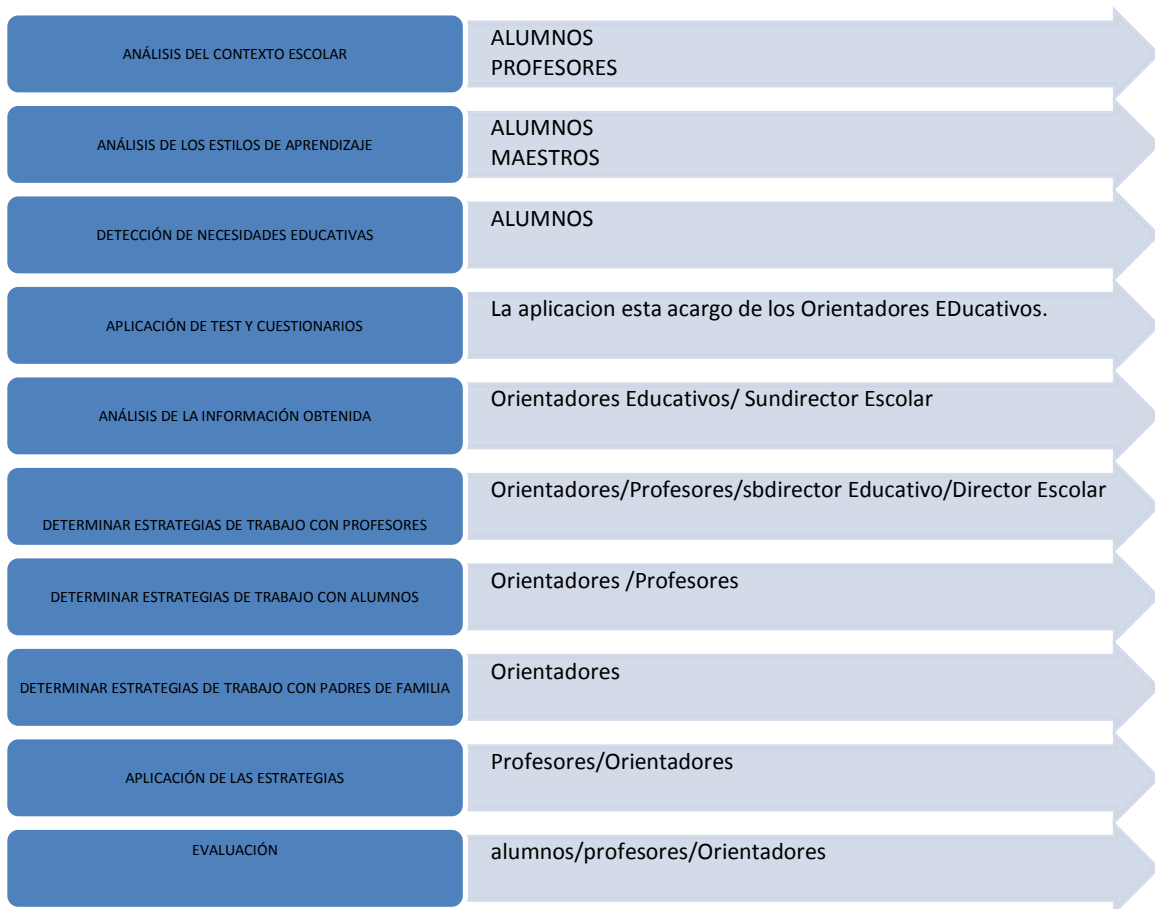 ANÁLISIS DEL CONTEXTO ESCOLAR
ALUMNOS
PROFESORES
ANÁLISIS DE LOS ESTILOS DE APRENDIZAJE
ALUMNOS
MAESTROS
DETECCIÓN DE NECESIDADES EDUCATIVAS
ALUMNOS
APLICACIÓN DE TEST Y CUESTIONARIOS
La aplicacion esta acargo de los Orientadores EDucativos.
ANÁLISIS DE LA INFORMACIÓN OBTENIDA
Orientadores Educativos/ Sundirector Escolar
DETERMINAR ESTRATEGIAS DE TRABAJO CON PROFESORES
Orientadores/Profesores/sbdirector Educativo/Director Escolar
DETERMINAR ESTRATEGIAS DE TRABAJO CON ALUMNOS
Orientadores /Profesores
DETERMINAR ESTRATEGIAS DE TRABAJO CON PADRES DE FAMILIA
Orientadores
APLICACIÓN DE LAS ESTRATEGIAS
Profesores/Orientadores
EVALUACIÓN
alumnos/profesores/Orientadores